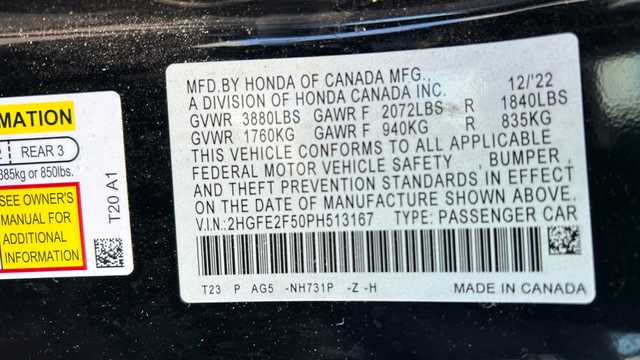 MATION
REAR 3
385kg or 850lbs.
SEE OWNER'S
MANUAL FOR
ADDITIONAL
INFORMATION
T20 A1
MFD.BY HONDA OF CANADA MFG., 12/'22
A DIVISION OF HONDA CANADA INC.
GVWR 3880LBS GAWR F 2072LBS R 1840LBS
GVWR 1760KG GAWR F 940KG R 835KG
THIS VEHICLE CONFORMS TO ALL APPLICABLE
FEDERAL MOTOR VEHICLE SAFETY , BUMPER ,
AND THEFT PREVENTION STANDARDS IN EFFECT
ON THE DATE OF MANUFACTURE SHOWN ABOVE.
V.I.N.:2HGFE2F50PH513167 TYPE: PASSENGER CAR
T23 P AG5 -NH731P -Z -H MADE IN CANADA